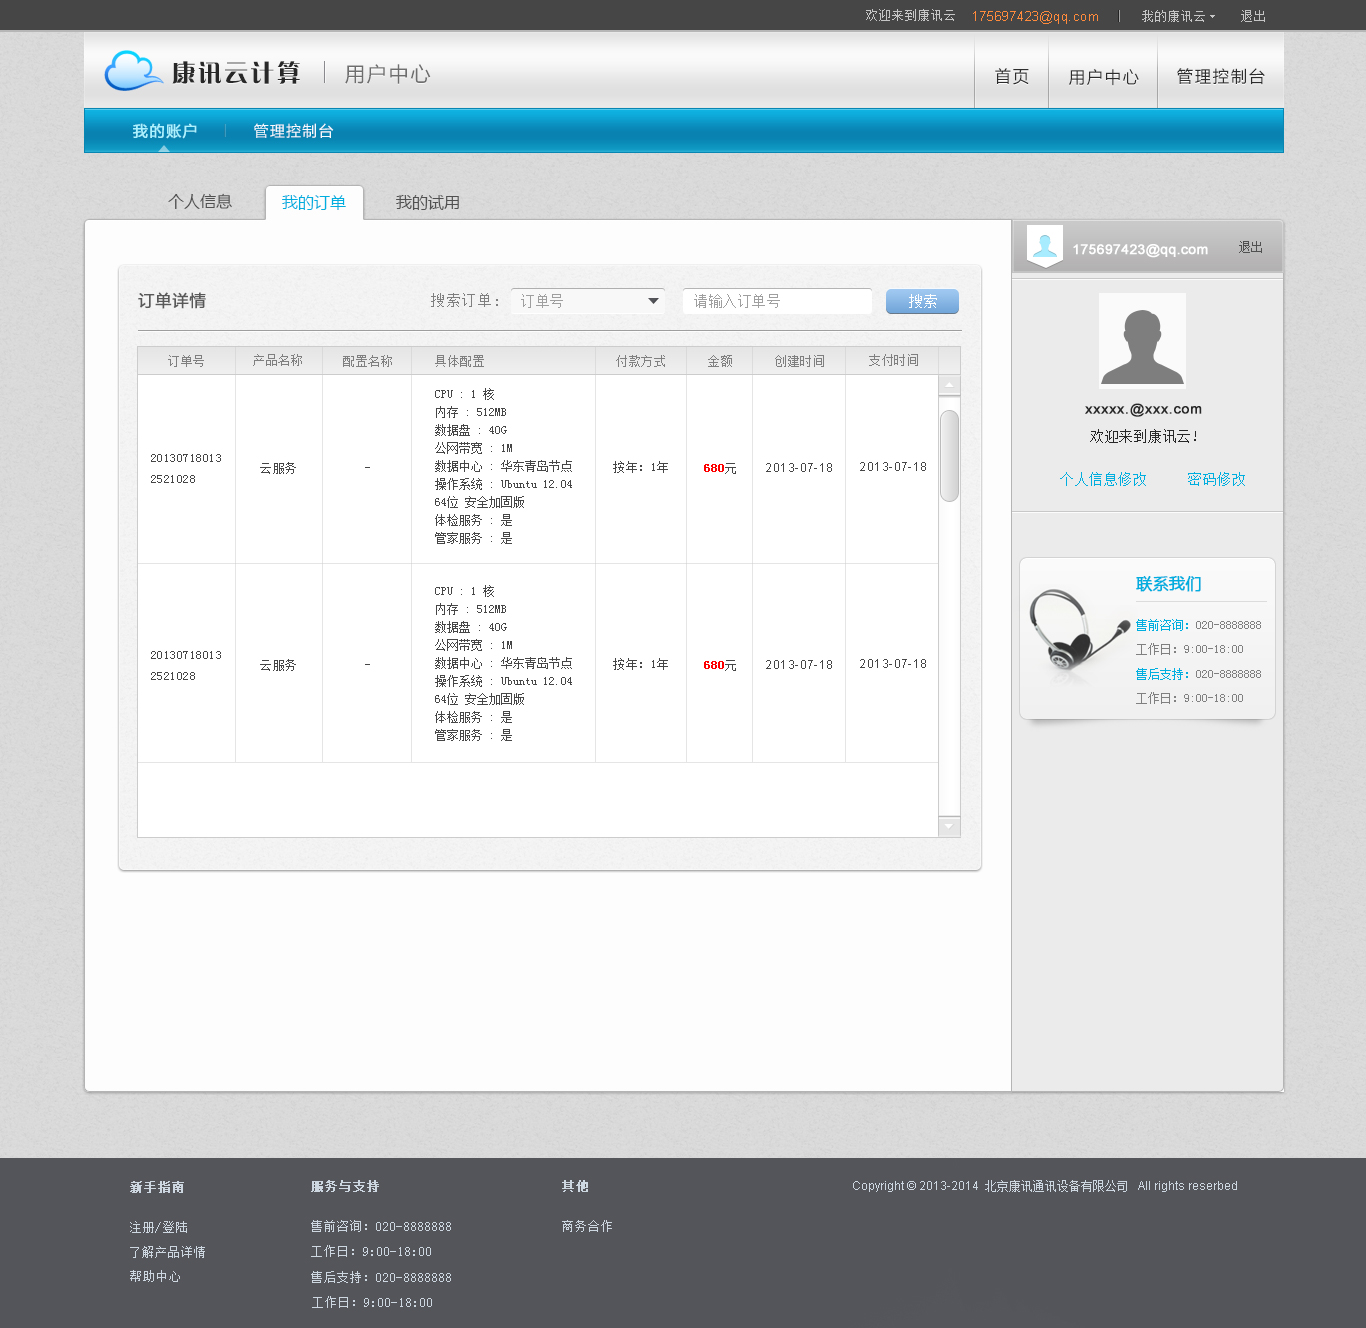 欢迎来到康讯云 175697423@qq.com | 我的康讯云 退出
康讯云计算 | 用户中心 首页 用户中心 管理控制台
我的账户 | 管理控制台
个人信息 我的订单 我的试用
175697423@qq.com 退出
订单详情 搜索订单: 订单号 请输入订单号 搜索
订单号 产品名称 配置名称 具体配置 付款方式 金额 创建时间 支付时间
20130718013
2521028
云服务
-
CPU : 1 核
内存 : 512MB
数据盘 : 40G
公网带宽 : 1M
数据中心 : 华东青岛节点
操作系统 : Ubuntu 12.04
64位 安全加固版
体检服务 : 是
管家服务 : 是
按年: 1年
680元
2013-07-18
2013-07-18
20130718013
2521028
云服务
-
CPU : 1 核
内存 : 512MB
数据盘 : 40G
公网带宽 : 1M
数据中心 : 华东青岛节点
操作系统 : Ubuntu 12.04
64位 安全加固版
体检服务 : 是
管家服务 : 是
按年: 1年
680元
2013-07-18
2013-07-18
xxxxx.@xxx.com
欢迎来到康讯云!
个人信息修改 密码修改
联系我们
售前咨询: 020-8888888
工作日: 9:00-18:00
售后支持: 020-8888888
工作日: 9:00-18:00
新手指南
注册/登陆
了解产品详情
帮助中心
服务与支持
售前咨询: 020-8888888
工作日: 9:00-18:00
售后支持: 020-8888888
工作日: 9:00-18:00
其他
商务合作
Copyright © 2013-2014 北京康讯通讯设备有限公司 All rights reserbed